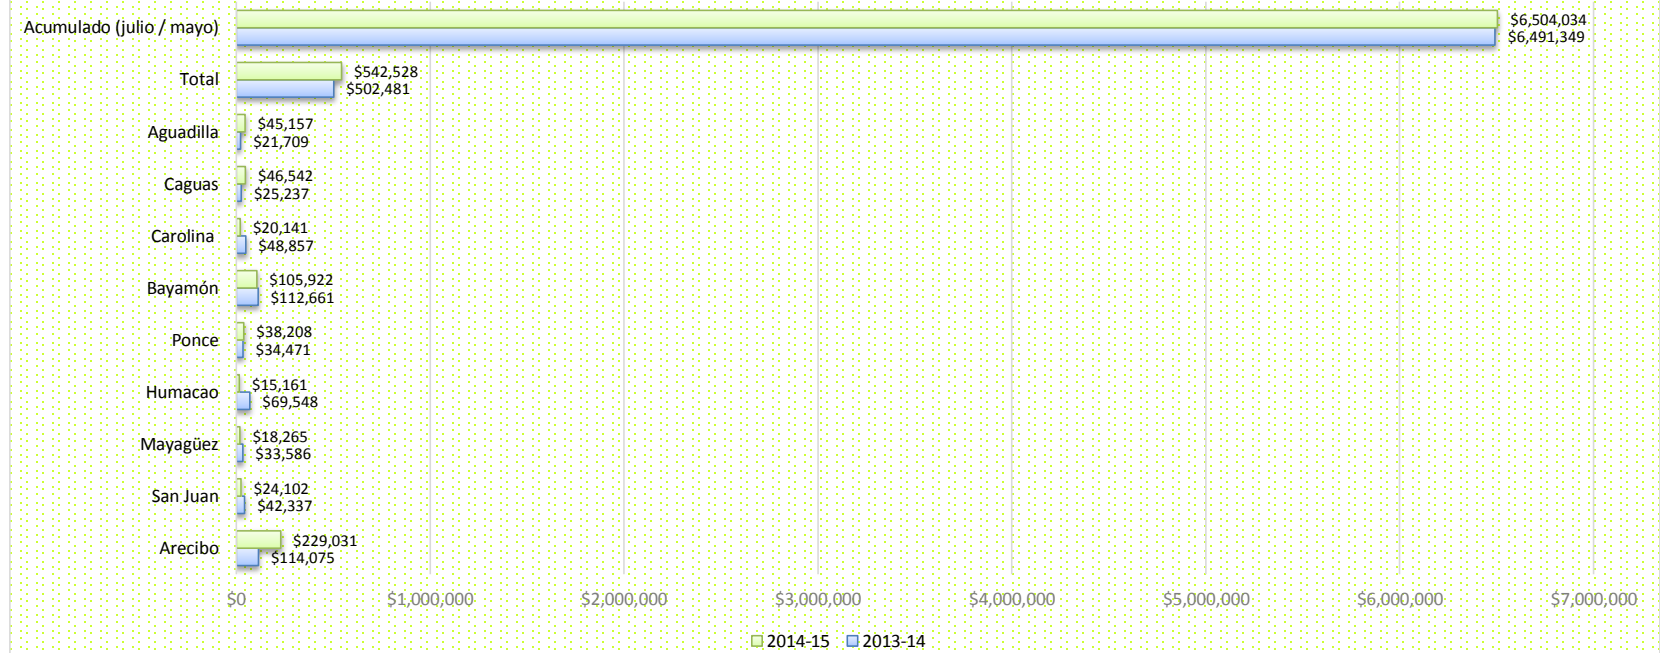 Acumulado (julio / mayo)
$6,504,034
$6,491,349
Total
$542,528
$502,481
Aguadilla
$45,157
$21,709
Caguas
$46,542
$25,237
Carolina
$20,141
$48,857
Bayamón
$105,922
$112,661
Ponce
$38,208
$34,471
Humacao
$15,161
$69,548
Mayagüez
$18,265
$33,586
San Juan
$24,102
$42,337
Arecibo
$229,031
$114,075
$0 $1,000,000 $2,000,000 $3,000,000 $4,000,000 $5,000,000 $6,000,000 $7,000,000
2014-15 2013-14